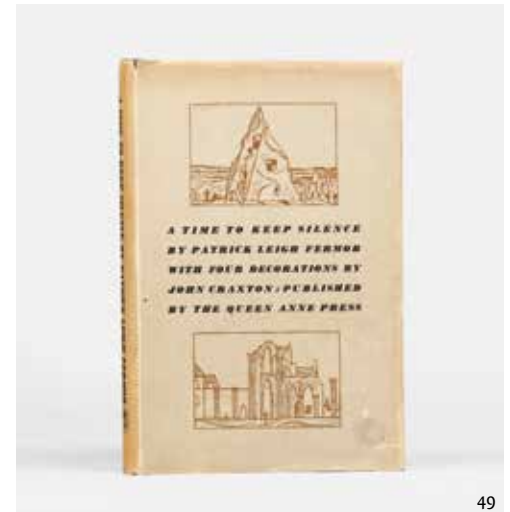 A TIME TO KEEP SILENCE
BY PATRICK LEIGH FERMOR
WITH FOUR DECORATIONS BY
JOHN CRAXTON : PUBLISHED
BY THE QUEEN ANNE PRESS
49